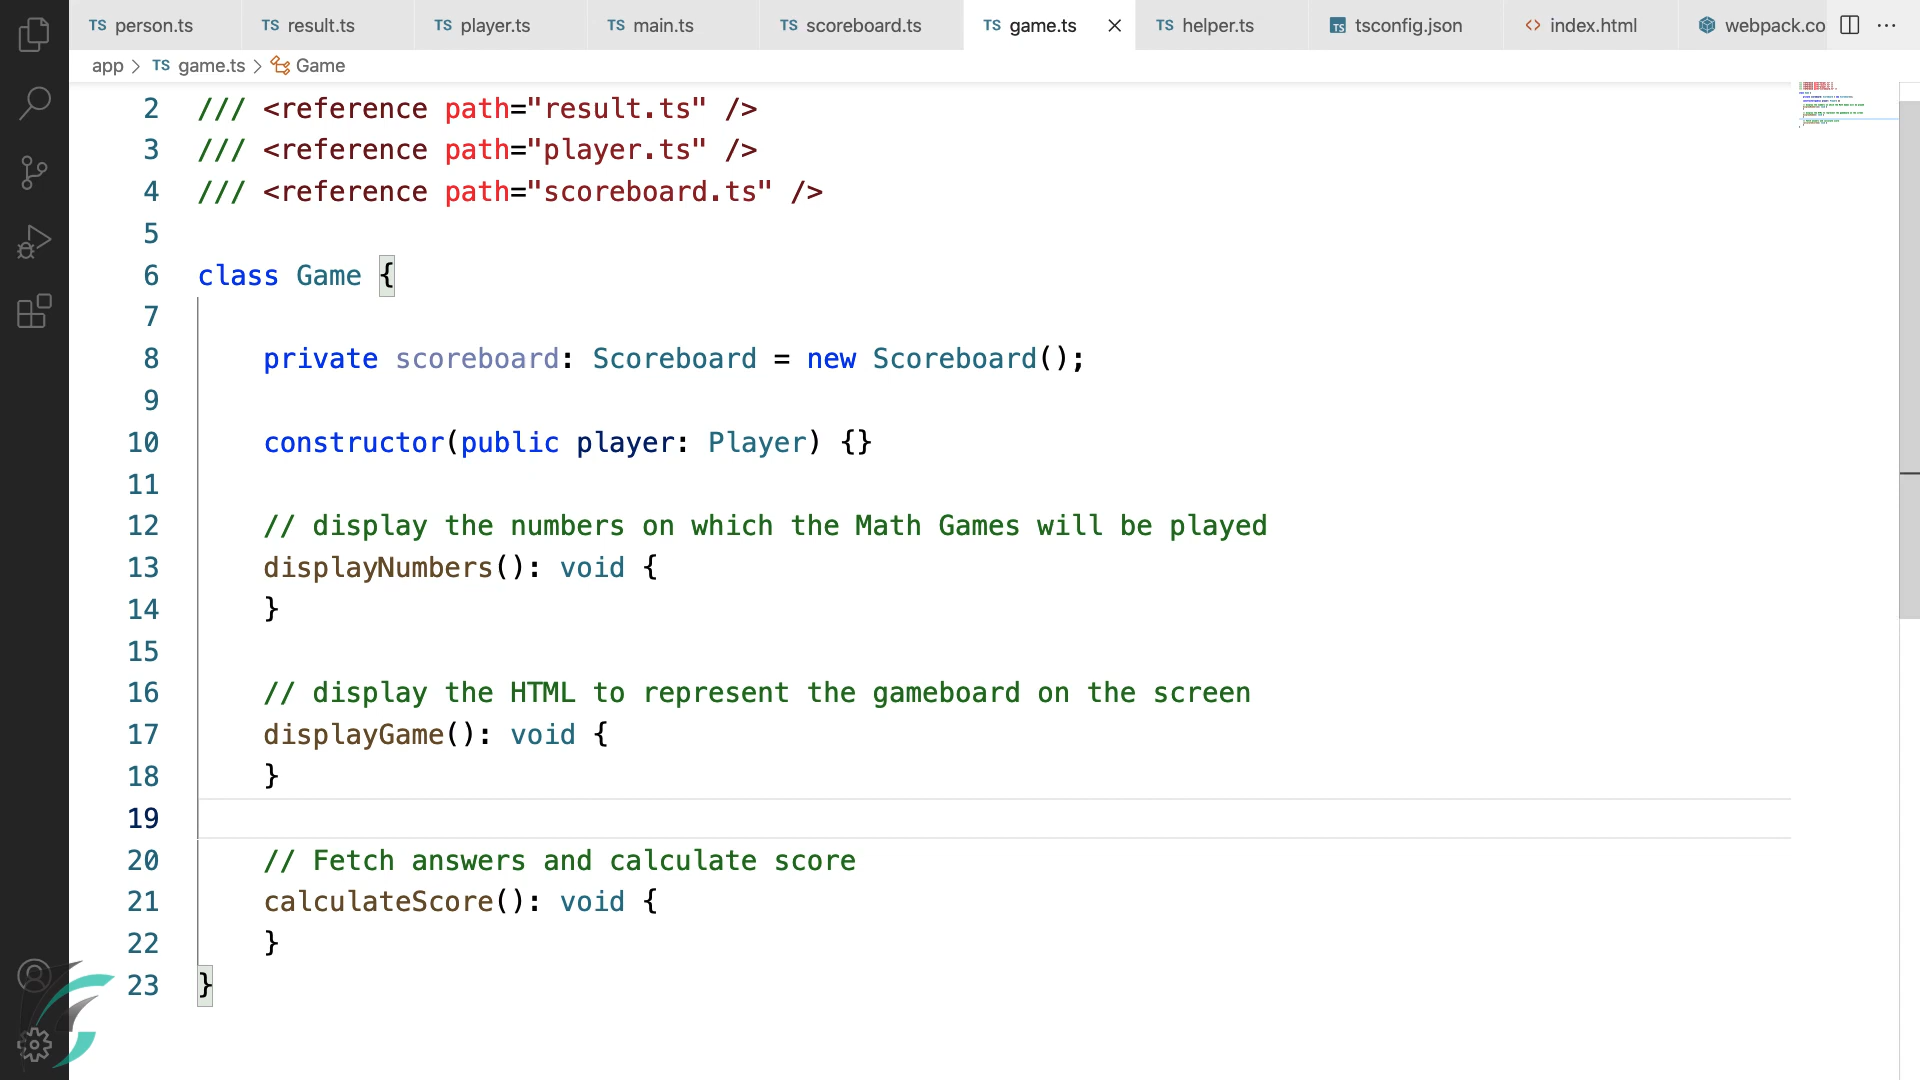 TS person.ts TS result.ts TS player.ts TS main.ts TS scoreboard.ts TS game.ts TS helper.ts TS tsconfig.json <> index.html webpack.co
app > TS game.ts > Game
2 /// <reference path="result.ts" />
3 /// <reference path="player.ts" />
4 /// <reference path="scoreboard.ts" />
5
6 class Game {
7
8 private scoreboard: Scoreboard = new Scoreboard();
9
10 constructor(public player: Player) {}
11
12 // display the numbers on which the Math Games will be played
13 displayNumbers(): void {
14 }
15
16 // display the HTML to represent the gameboard on the screen
17 displayGame(): void {
18 }
19
20 // Fetch answers and calculate score
21 calculateScore(): void {
22 }
23 }